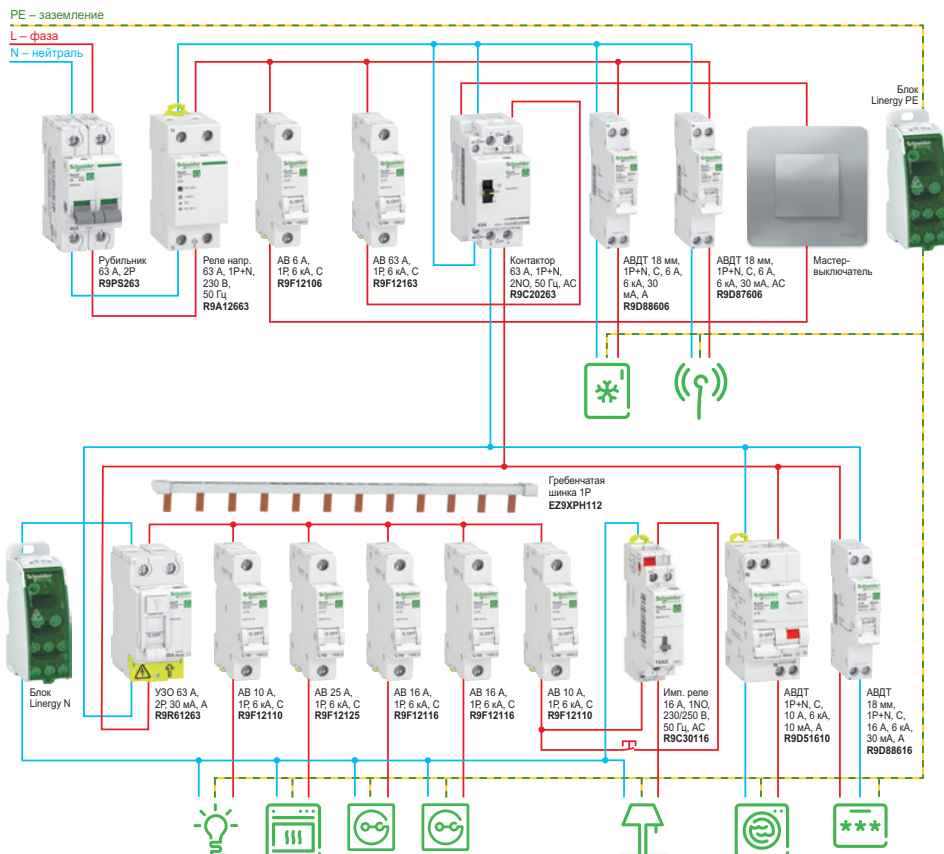 PE – заземление
L – фаза
N – нейтраль
Блок
Linergy PE
Рубильник
63 А, 2P
R9PS263
Реле напр.
63 А, 1P+N,
230 В,
50 Гц
R9A12663
АВ 6 А,
1P, 6 кА, C
R9F12106
АВ 63 А,
1P, 6 кА, C
R9F12163
Контактор
63 А, 1P+N,
2NO, 50 Гц, AC
R9C20263
АВДТ 18 мм,
1P+N, C, 6 А,
6 кА, 30
мА, А
R9D88606
АВДТ 18 мм,
1P+N, C, 6 А,
6 кА, 30 мА, AC
R9D87606
Мастер-
выключатель
Гребенчатая
шинка 1P
EZ9XPH112
Блок
Linergy N
УЗО 63 А,
2P, 30 мА, А
R9R61263
АВ 10 А,
1P, 6 кА, C
R9F12110
АВ 25 А,
1P, 6 кА, C
R9F12125
АВ 16 А,
1P, 6 кА, C
R9F12116
АВ 16 А,
1P, 6 кА, C
R9F12116
АВ 10 А,
1P, 6 кА, C
R9F12110
Имп. реле
16 А, 1NO,
230/250 В,
50 Гц, AC
R9C30116
АВДТ
1P+N, C,
10 А, 6 кА,
10 мА, А
R9D51610
АВДТ
18 мм,
1P+N, C,
16 А, 6 кА,
30 мА, А
R9D88616